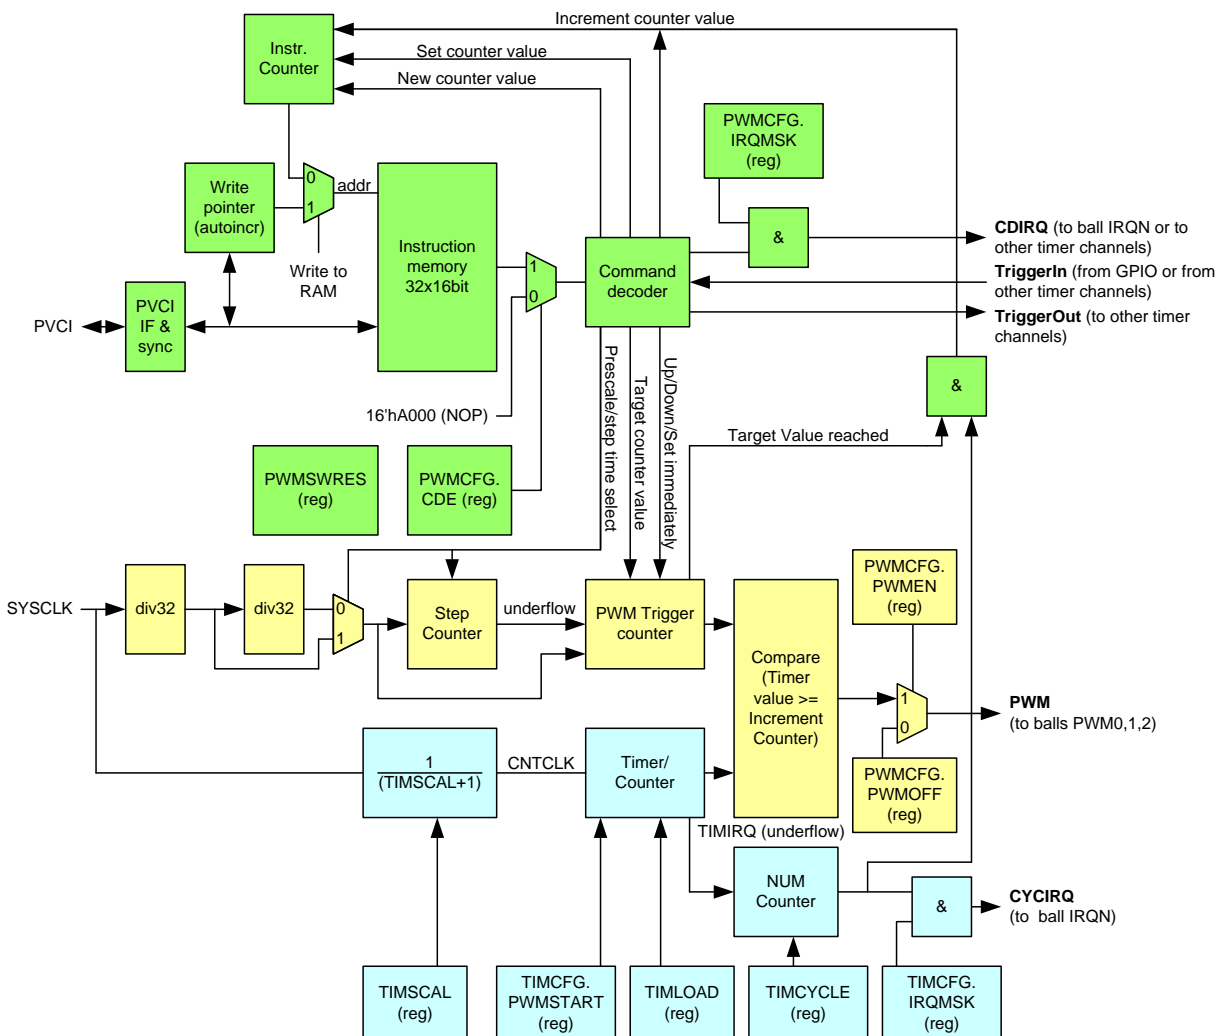 Increment counter value
Instr.
Counter
Set counter value
New counter value
PWMCFG.
IRQMSK
(reg)
Write
pointer
(autoincr)
0
1
addr
Instruction
memory
32x16bit
Write to
RAM
1
0
Command
decoder
&
CDIRQ (to ball IRQN or to
other timer channels)
TriggerIn (from GPIO or from
other timer channels)
TriggerOut (to other timer
channels)
PVCI
PVCI
IF &
sync
16'hA000 (NOP)
Prescale/step time select
Target counter value
Up/Down/Set immediately
&
Target Value reached
PWMSWRES
(reg)
PWMCFG.
CDE (reg)
SYSCLK
div32
div32
0
1
Step
Counter
underflow
PWM Trigger
counter
Compare
(Timer
value >=
Increment
Counter)
PWMCFG.
PWMEN
(reg)
1
0
PWM
(to balls PWM0,1,2)
PWMCFG.
PWMOFF
(reg)
1
(TIMSCAL+1)
CNTCLK
Timer/
Counter
TIMIRQ (underflow)
NUM
Counter
&
CYCIRQ
(to  ball IRQN)
TIMSCAL
(reg)
TIMCFG.
PWMSTART
(reg)
TIMLOAD
(reg)
TIMCYCLE
(reg)
TIMCFG.
IRQMSK
(reg)